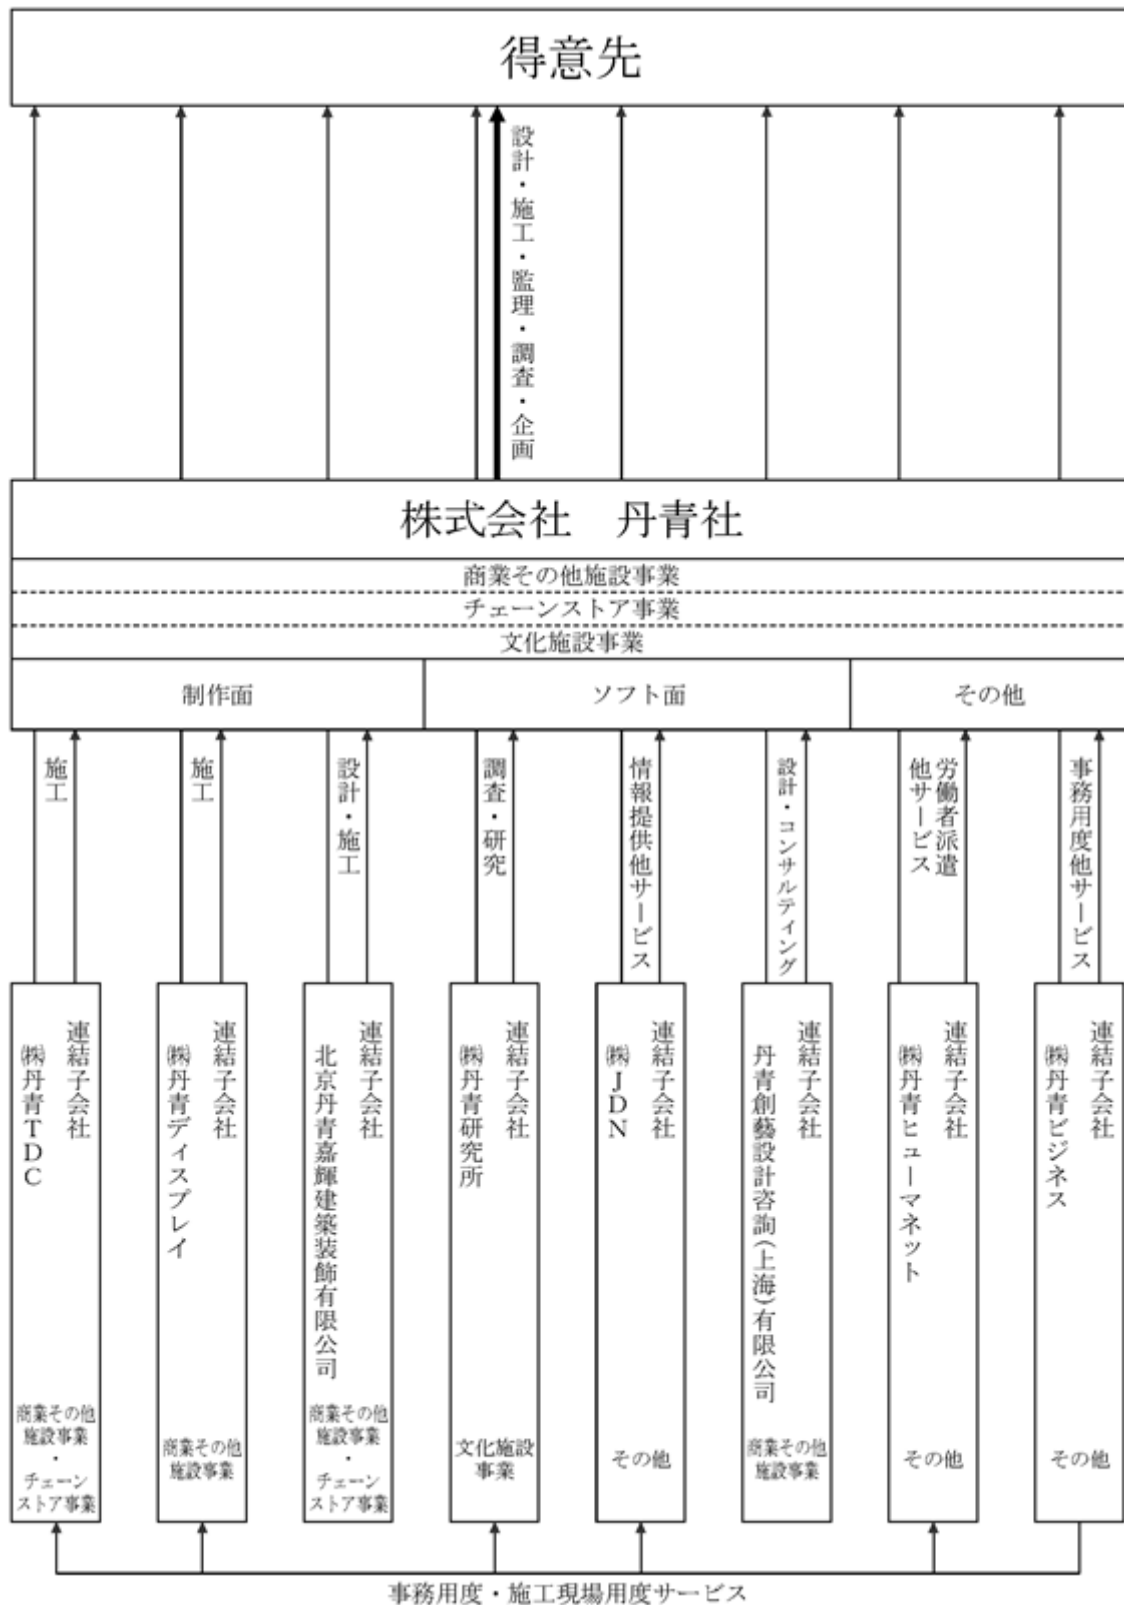 得意先
設計・施工・監理・調査・企画
株式会社　丹青社
商業その他施設事業
チェーンストア事業
文化施設事業
制作面
ソフト面
その他
施工
施工
設計・施工
調査・研究
情報提供他サービス
設計・コンサルティング
労働者派遣
他サービス
事務用度他サービス
連結子会社
㈱丹青TDC
商業その他
施設事業
・
チェーン
ストア事業
連結子会社
㈱丹青ディスプレイ
商業その他
施設事業
連結子会社
北京丹青嘉輝建築装飾有限公司
商業その他
施設事業
・
チェーン
ストア事業
連結子会社
㈱丹青研究所
文化施設
事業
連結子会社
㈱JDN
その他
連結子会社
丹青創藝設計咨詢(上海)有限公司
商業その他
施設事業
連結子会社
㈱丹青ヒューマネット
その他
連結子会社
㈱丹青ビジネス
その他
事務用度・施工現場用度サービス